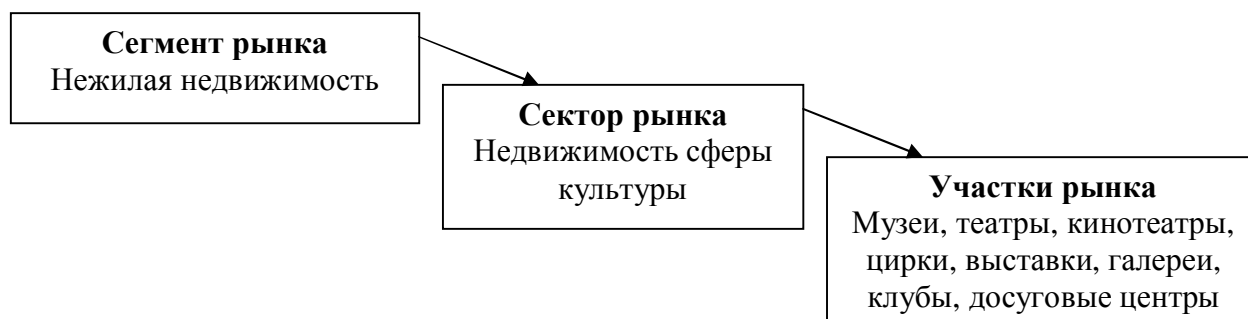 Сегмент рынка
Нежилая недвижимость
Сектор рынка
Недвижимость сферы
культуры
Участки рынка
Музеи, театры, кинотеатры,
цирки, выставки, галереи,
клубы, досуговые центры